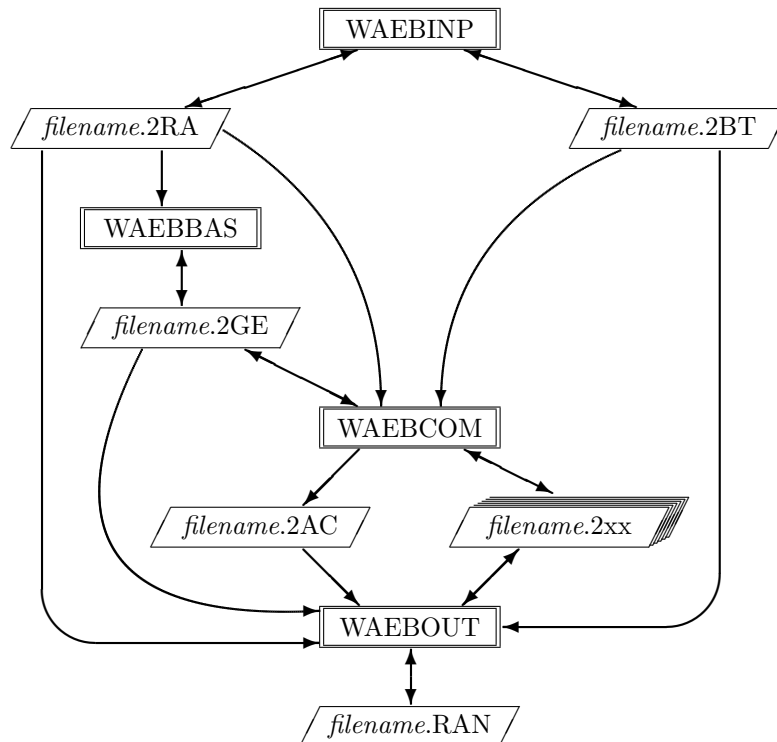 WAEBINP
filename.2RA
filename.2BT
WAEBBAS
filename.2GE
WAEBCOM
filename.2AC
filename.2xx
WAEBOUT
filename.RAN